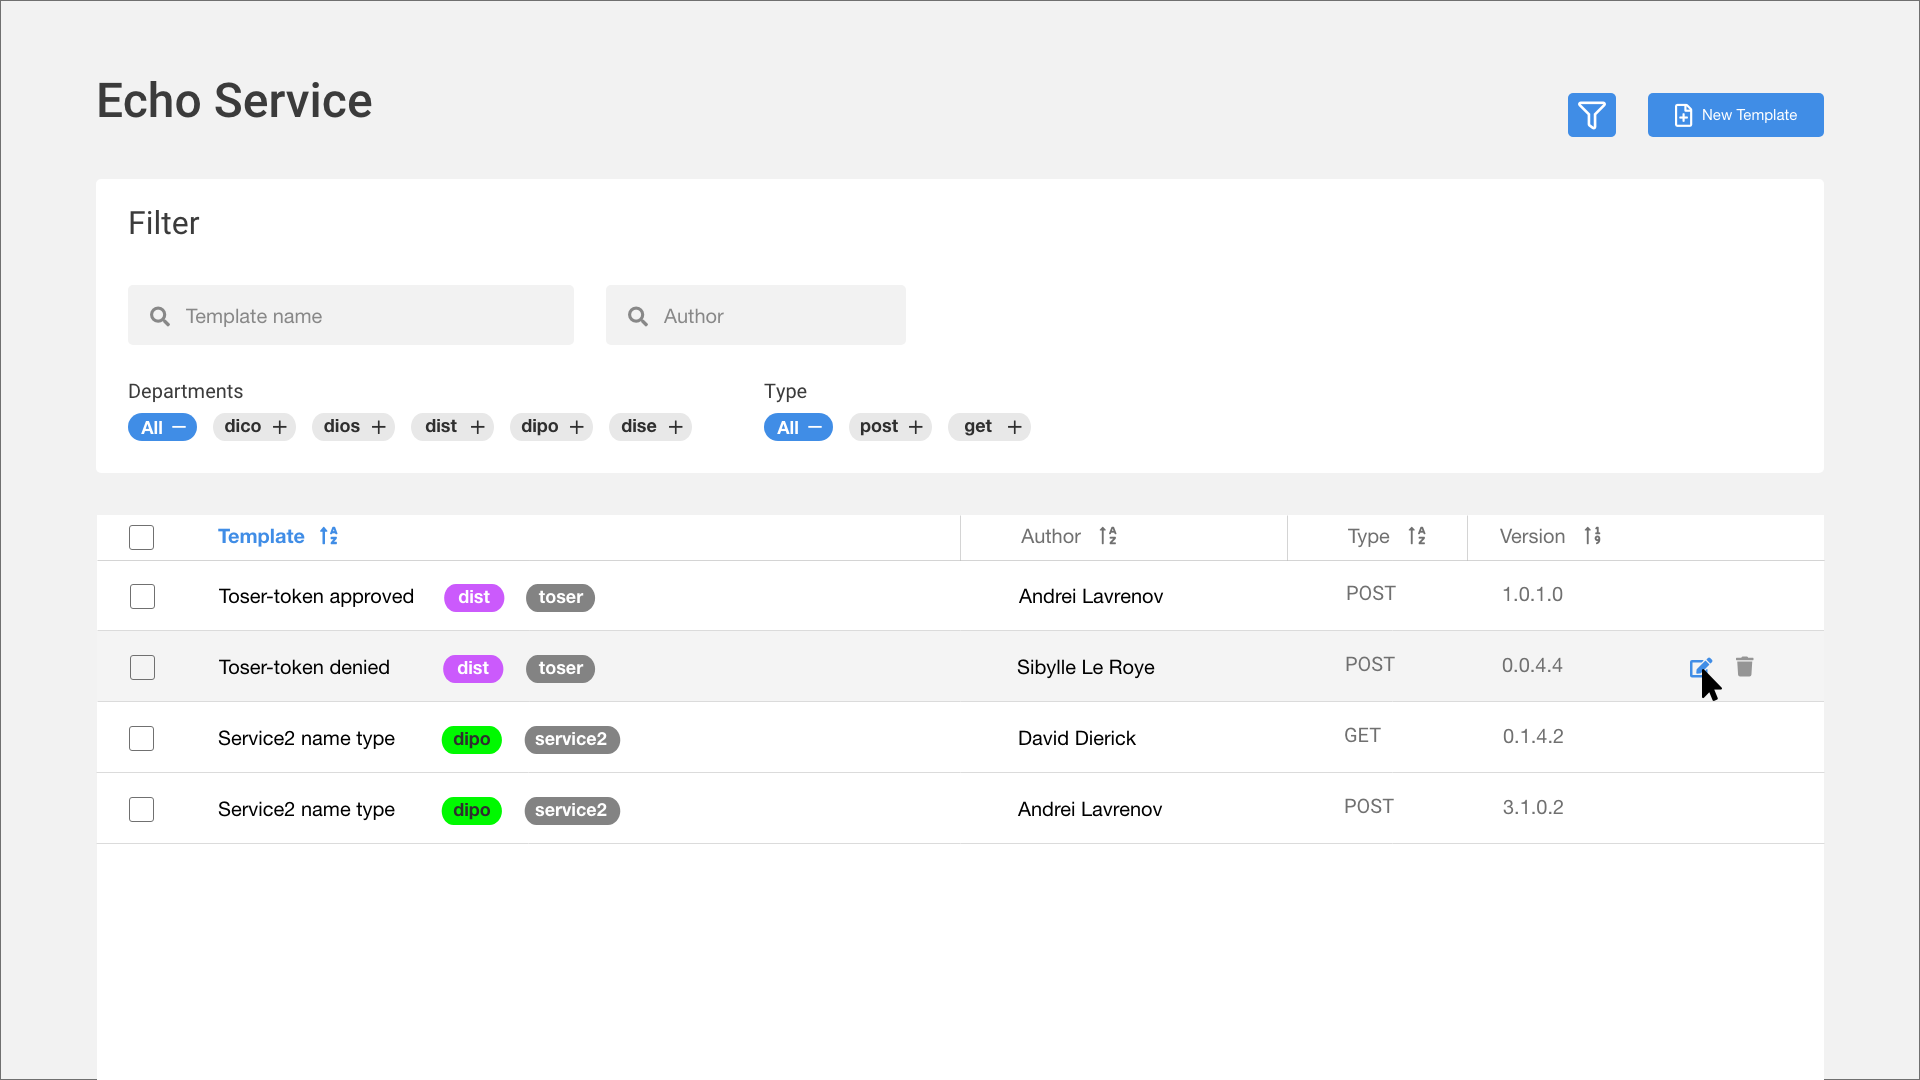 Echo Service
New Template
Filter
Template name
Author
Departments
Type
All
dico
dios
dist
dipo
dise
All
post
get
Template
Author
Type
Version
Toser-token approved dist toser Andrei Lavrenov POST 1.0.1.0
Toser-token denied dist toser Sibylle Le Roye POST 0.0.4.4
Service2 name type dipo service2 David Dierick GET 0.1.4.2
Service2 name type dipo service2 Andrei Lavrenov POST 3.1.0.2